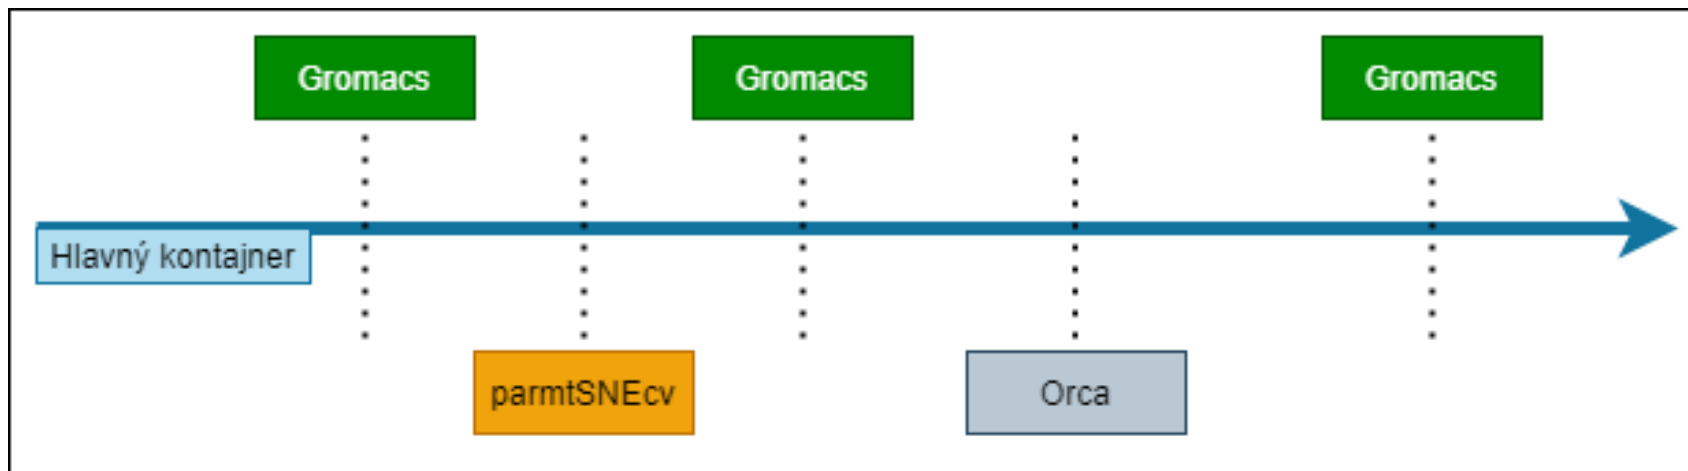 Gromacs
Gromacs
Gromacs
Hlavný kontajner
parmtSNEcv
Orca